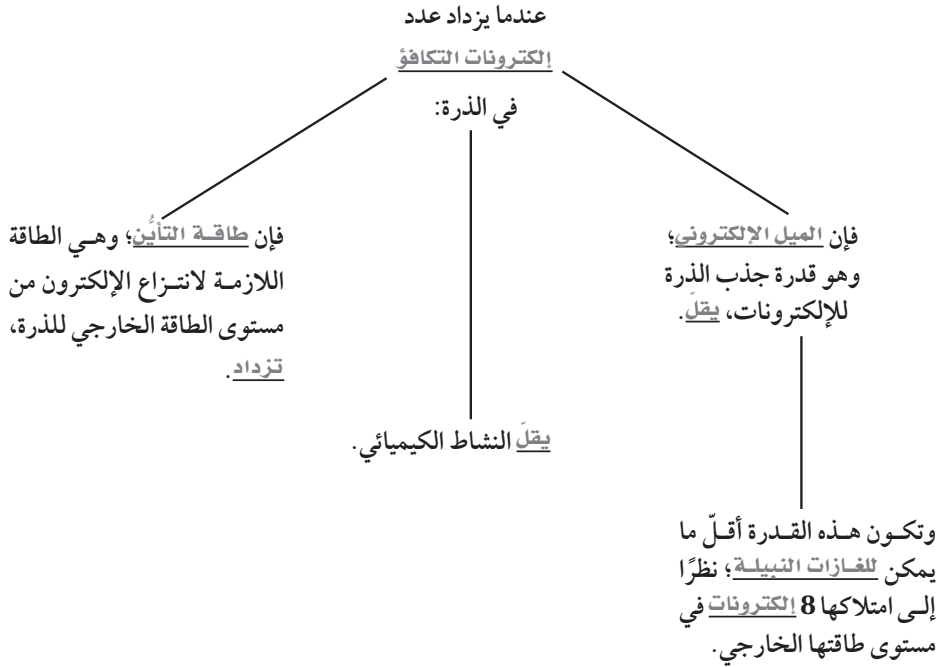 عندما يزداد عدد
إلكترونات التكافؤ
في الذرة:
فإن الميل الإلكتروني؛
وهو قدرة جذب الذرة
للإلكترونات، يقلّ.
فإن طاقـة التأيُّن؛ وهـي الطاقة
اللازمـة لانتـزاع الإلكترون من
مستوى الطاقة الخارجي للذرة،
تزداد.
يقلّ النشاط الكيميائي.
وتكـون هـذه القـدرة أقـلّ ما
يمكن للغـازات النبيلـة؛ نظرًا
إلـى امتلاكها 8 إلكترونات في
مستوى طاقتها الخارجي.